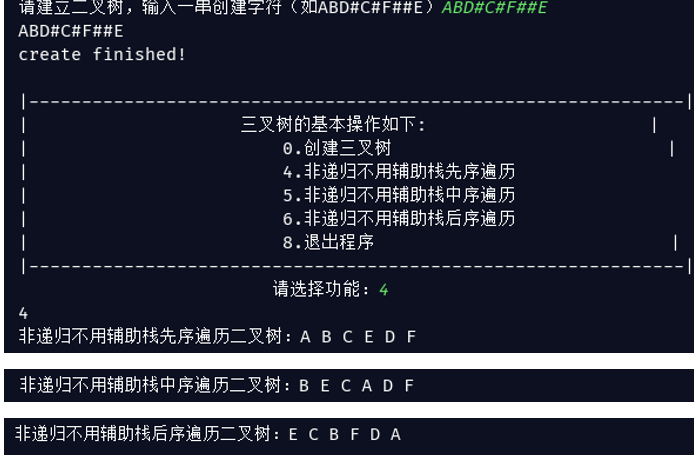 请建立二叉树，输入一串创建字符（如ABD#C#F##E）ABD#C#F##E
ABD#C#F##E
create finished!
|--------------------------------------------------------------|
| 三叉树的基本操作如下: |
| 0.创建三叉树 |
| 4.非递归不用辅助栈先序遍历
| 5.非递归不用辅助栈中序遍历
| 6.非递归不用辅助栈后序遍历
| 8.退出程序 |
|--------------------------------------------------------------|
请选择功能: 4
4
非递归不用辅助栈先序遍历二叉树: A B C E D F
非递归不用辅助栈中序遍历二叉树: B E C A D F
非递归不用辅助栈后序遍历二叉树: E C B F D A